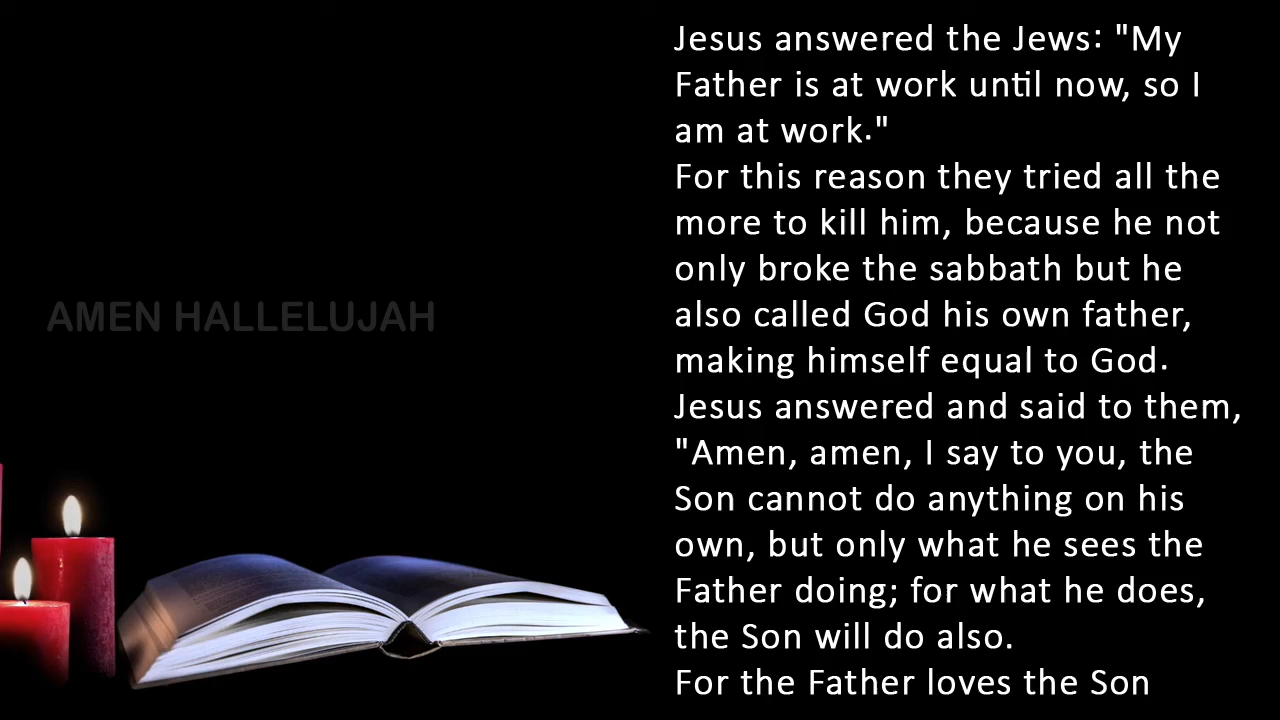 AMEN HALLELUJAH
Jesus answered the Jews: "My
Father is at work until now, so I
am at work."
For this reason they tried all the
more to kill him, because he not
only broke the sabbath but he
also called God his own father,
making himself equal to God.
Jesus answered and said to them,
"Amen, amen, I say to you, the
Son cannot do anything on his
own, but only what he sees the
Father doing; for what he does,
the Son will do also.
For the Father loves the Son